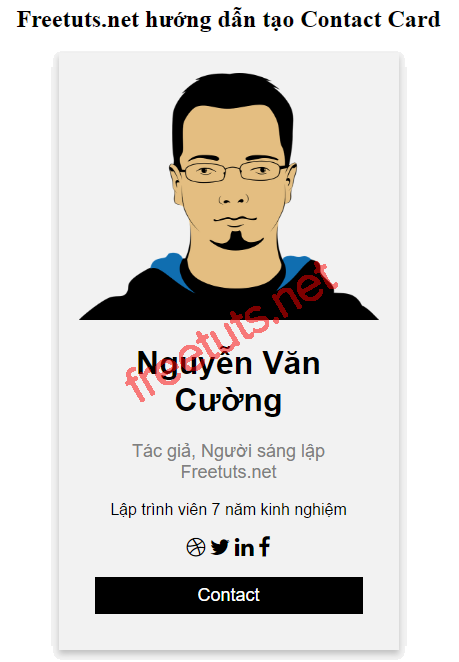 Freetuts.net hướng dẫn tạo Contact Card
Nguyễn Văn
Cường
freetuts.net
Tác giả, Người sáng lập
Freetuts.net
Lập trình viên 7 năm kinh nghiệm
Contact